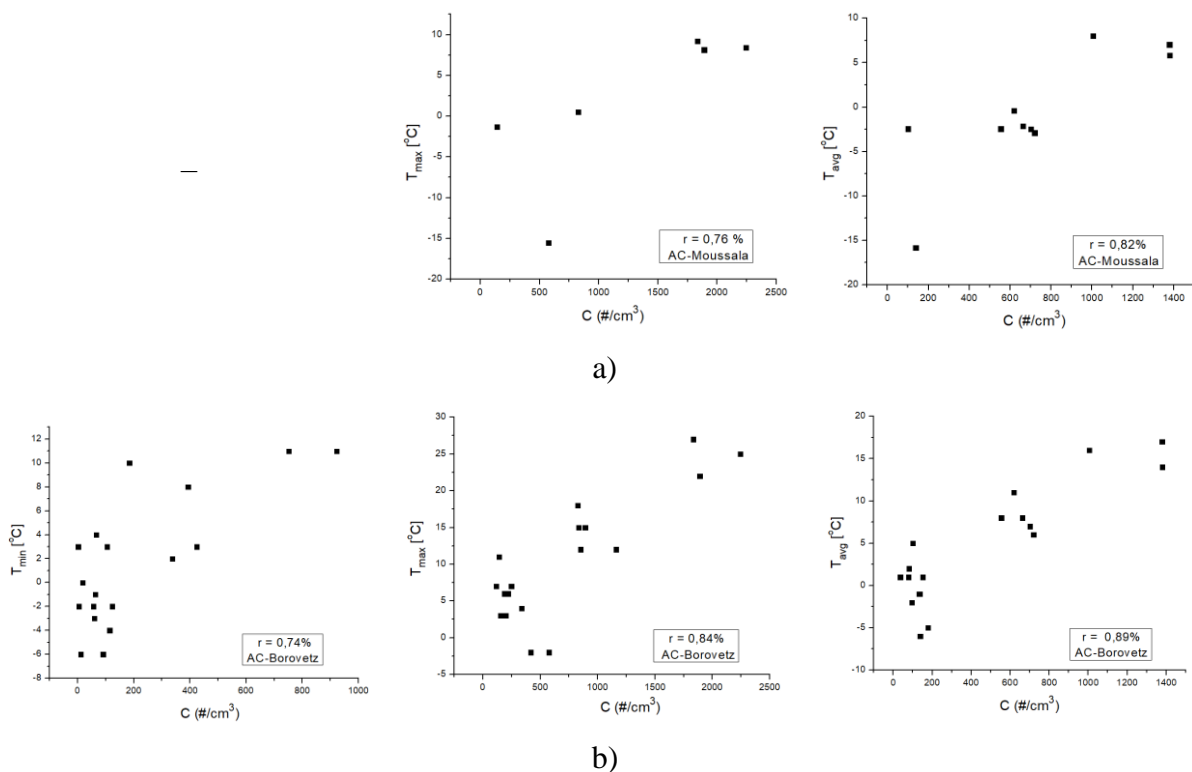 —
10
5
0
-5
-10
-15
-20
T_max [°C]
0 500 1000 1500 2000 2500
C (#/cm³)
r = 0,76 %
AC-Moussala
10
5
0
-5
-10
-15
-20
T_avg [°C]
0 200 400 600 800 1000 1200 1400
C (#/cm³)
r = 0,82%
AC-Moussala
a)
12
10
8
6
4
2
0
-2
-4
-6
-8
T_min [°C]
0 200 400 600 800 1000
C (#/cm³)
r = 0,74%
AC-Borovetz
30
25
20
15
10
5
0
-5
T_max [°C]
0 500 1000 1500 2000 2500
C (#/cm³)
r = 0,84%
AC-Borovetz
20
15
10
5
0
-5
-10
T_avg [°C]
0 200 400 600 800 1000 1200 1400
C (#/cm³)
r = 0,89%
AC-Borovetz
b)